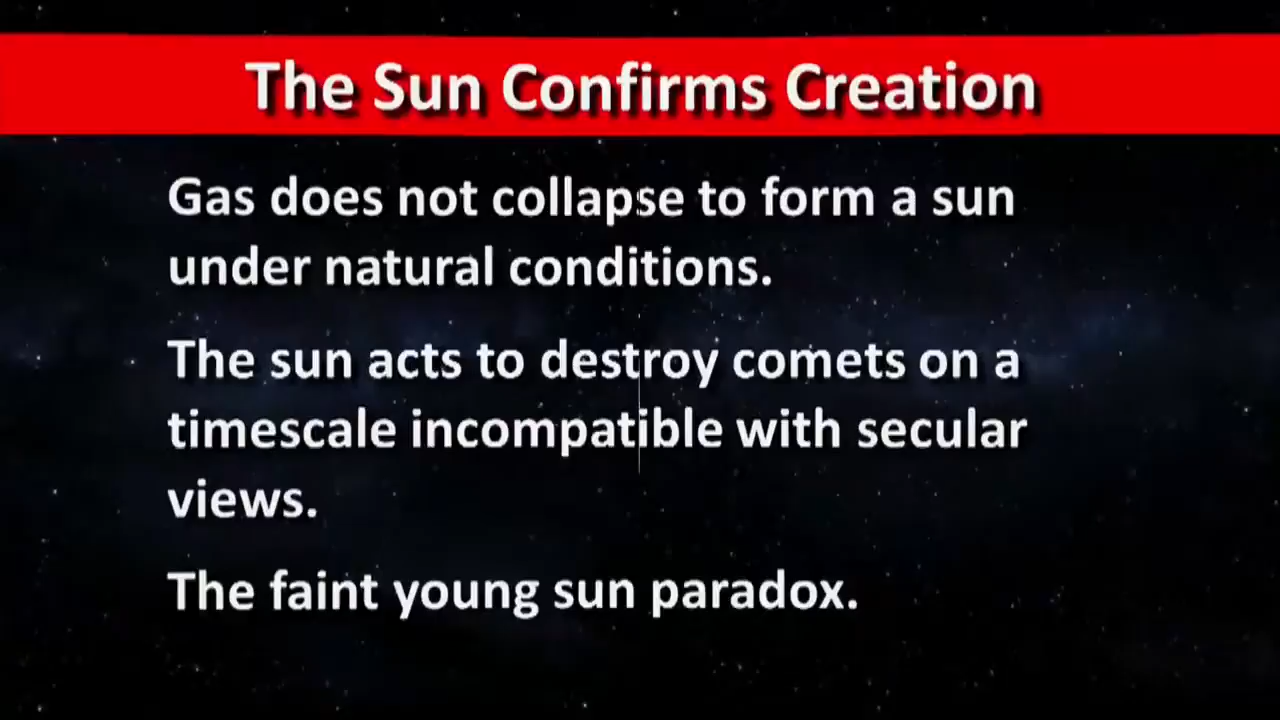 The Sun Confirms Creation
Gas does not collapse to form a sun
under natural conditions.
The sun acts to destroy comets on a
timescale incompatible with secular
views.
The faint young sun paradox.